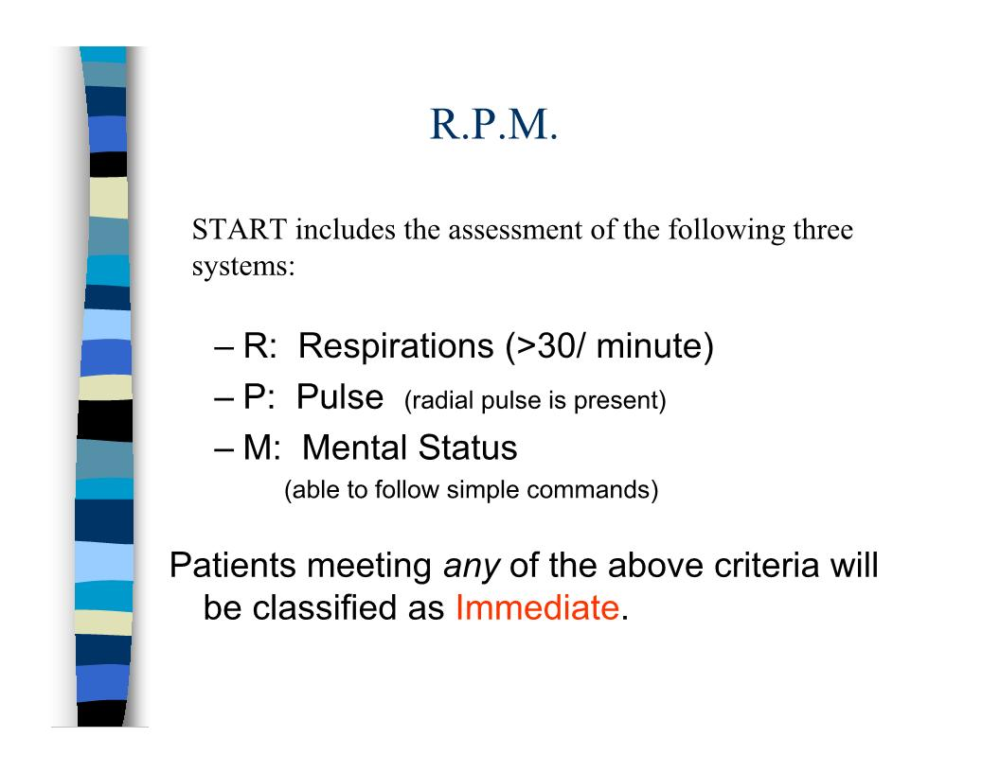 R.P.M.
START includes the assessment of the following three
systems:
– R:  Respirations (>30/ minute)
– P:  Pulse  (radial pulse is present)
– M:  Mental Status
(able to follow simple commands)
Patients meeting any of the above criteria will
be classified as Immediate.